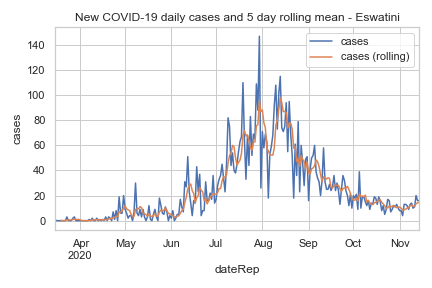 New COVID-19 daily cases and 5 day rolling mean - Eswatini
cases
cases (rolling)
140
120
100
80
60
40
20
0
cases
Apr May Jun Jul Aug Sep Oct Nov
2020
dateRep